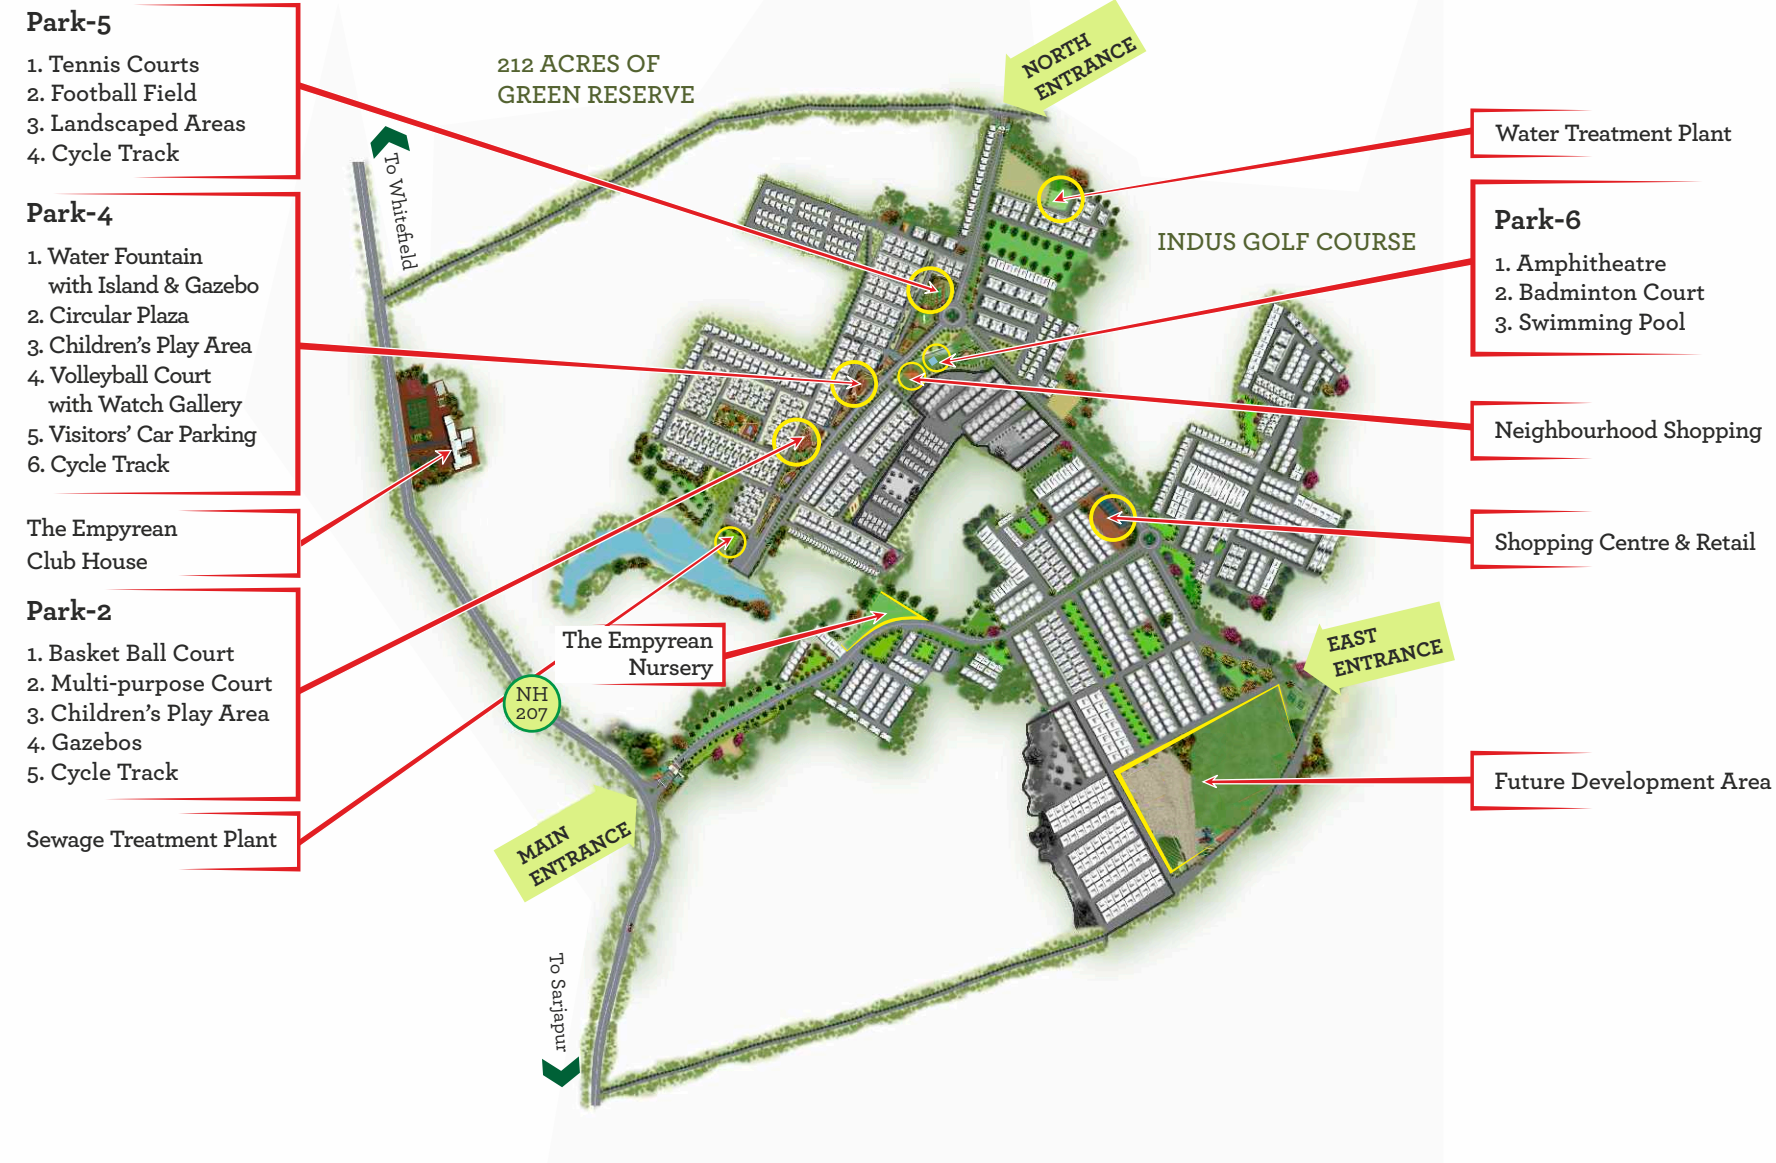 Park-5
1. Tennis Courts
2. Football Field
3. Landscaped Areas
4. Cycle Track
Park-4
1. Water Fountain
with Island & Gazebo
2. Circular Plaza
3. Children's Play Area
4. Volleyball Court
with Watch Gallery
5. Visitors' Car Parking
6. Cycle Track
The Empyrean
Club House
Park-2
1. Basket Ball Court
2. Multi-purpose Court
3. Children's Play Area
4. Gazebos
5. Cycle Track
Sewage Treatment Plant
212 ACRES OF
GREEN RESERVE
To Whitefield
NORTH
ENTRANCE
INDUS GOLF COURSE
The Empyrean
Nursery
NH
207
MAIN
ENTRANCE
To Sarjapur
EAST
ENTRANCE
Water Treatment Plant
Park-6
1. Amphitheatre
2. Badminton Court
3. Swimming Pool
Neighbourhood Shopping
Shopping Centre & Retail
Future Development Area